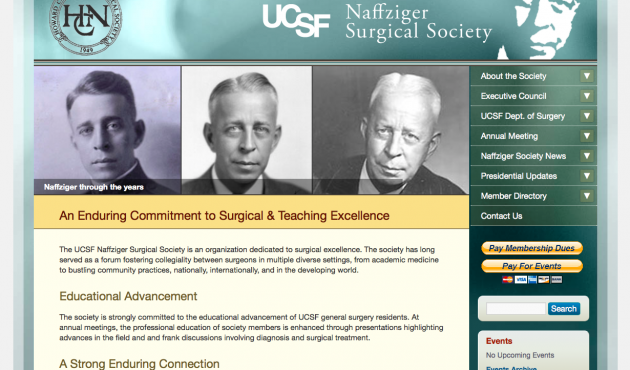 HOWARD
SOCIETY
HCN
1949
UCSF
Naffziger
Surgical Society
Naffziger through the years
About the Society
Executive Council
UCSF Dept. of Surgery
Annual Meeting
Naffziger Society News
Presidential Updates
Member Directory
Contact Us
An Enduring Commitment to Surgical & Teaching Excellence
The UCSF Naffziger Surgical Society is an organization dedicated to surgical excellence. The society has long
served as a forum fostering collegiality between surgeons in multiple diverse settings, from academic medicine
to bustling community practices, nationally, internationally, and in the developing world.
Educational Advancement
The society is strongly committed to the educational advancement of UCSF general surgery residents. At
annual meetings, the professional education of society members is enhanced through presentations highlighting
advances in the field and and frank discussions involving diagnosis and surgical treatment.
A Strong Enduring Connection
Pay Membership Dues
Pay For Events
VISA
Search
Events
No Upcoming Events
Events Archive